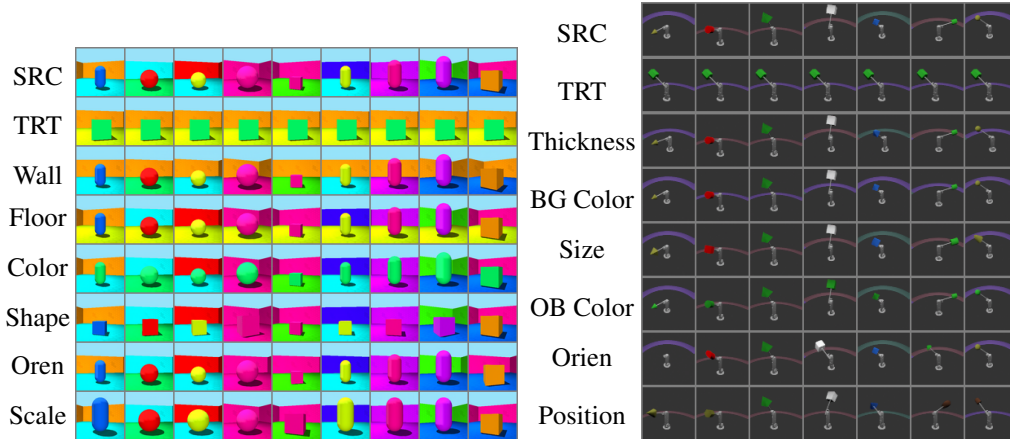 SRC
TRT
Wall
Floor
Color
Shape
Oren
Scale
SRC
TRT
Thickness
BG Color
Size
OB Color
Orien
Position